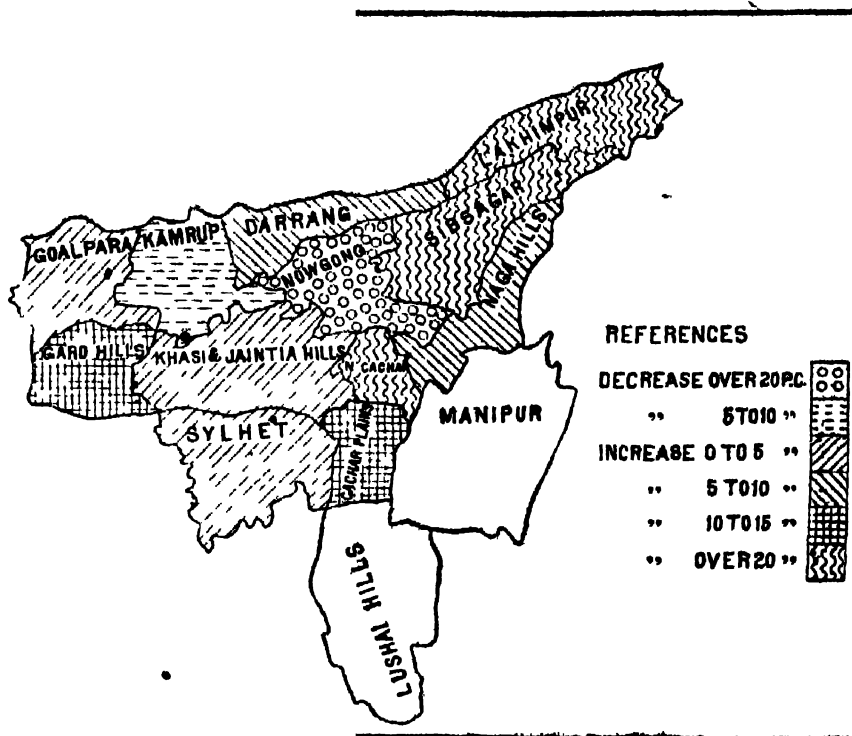 LAKHIMPUR
SIBSAGAR
DARRANG
GOALPARA
KAMRUP
NOWGONG
NAGA HILLS
GARO HILLS
KHASI & JAINTIA HILLS
N. CACHAR
SYLHET
CACHAR PLAINS
MANIPUR
LUSHAI HILLS
REFERENCES
DECREASE OVER 20 P.C.
„ 5 TO 10 „
INCREASE 0 TO 5 „
„ 5 TO 10 „
„ 10 TO 15 „
„ OVER 20 „